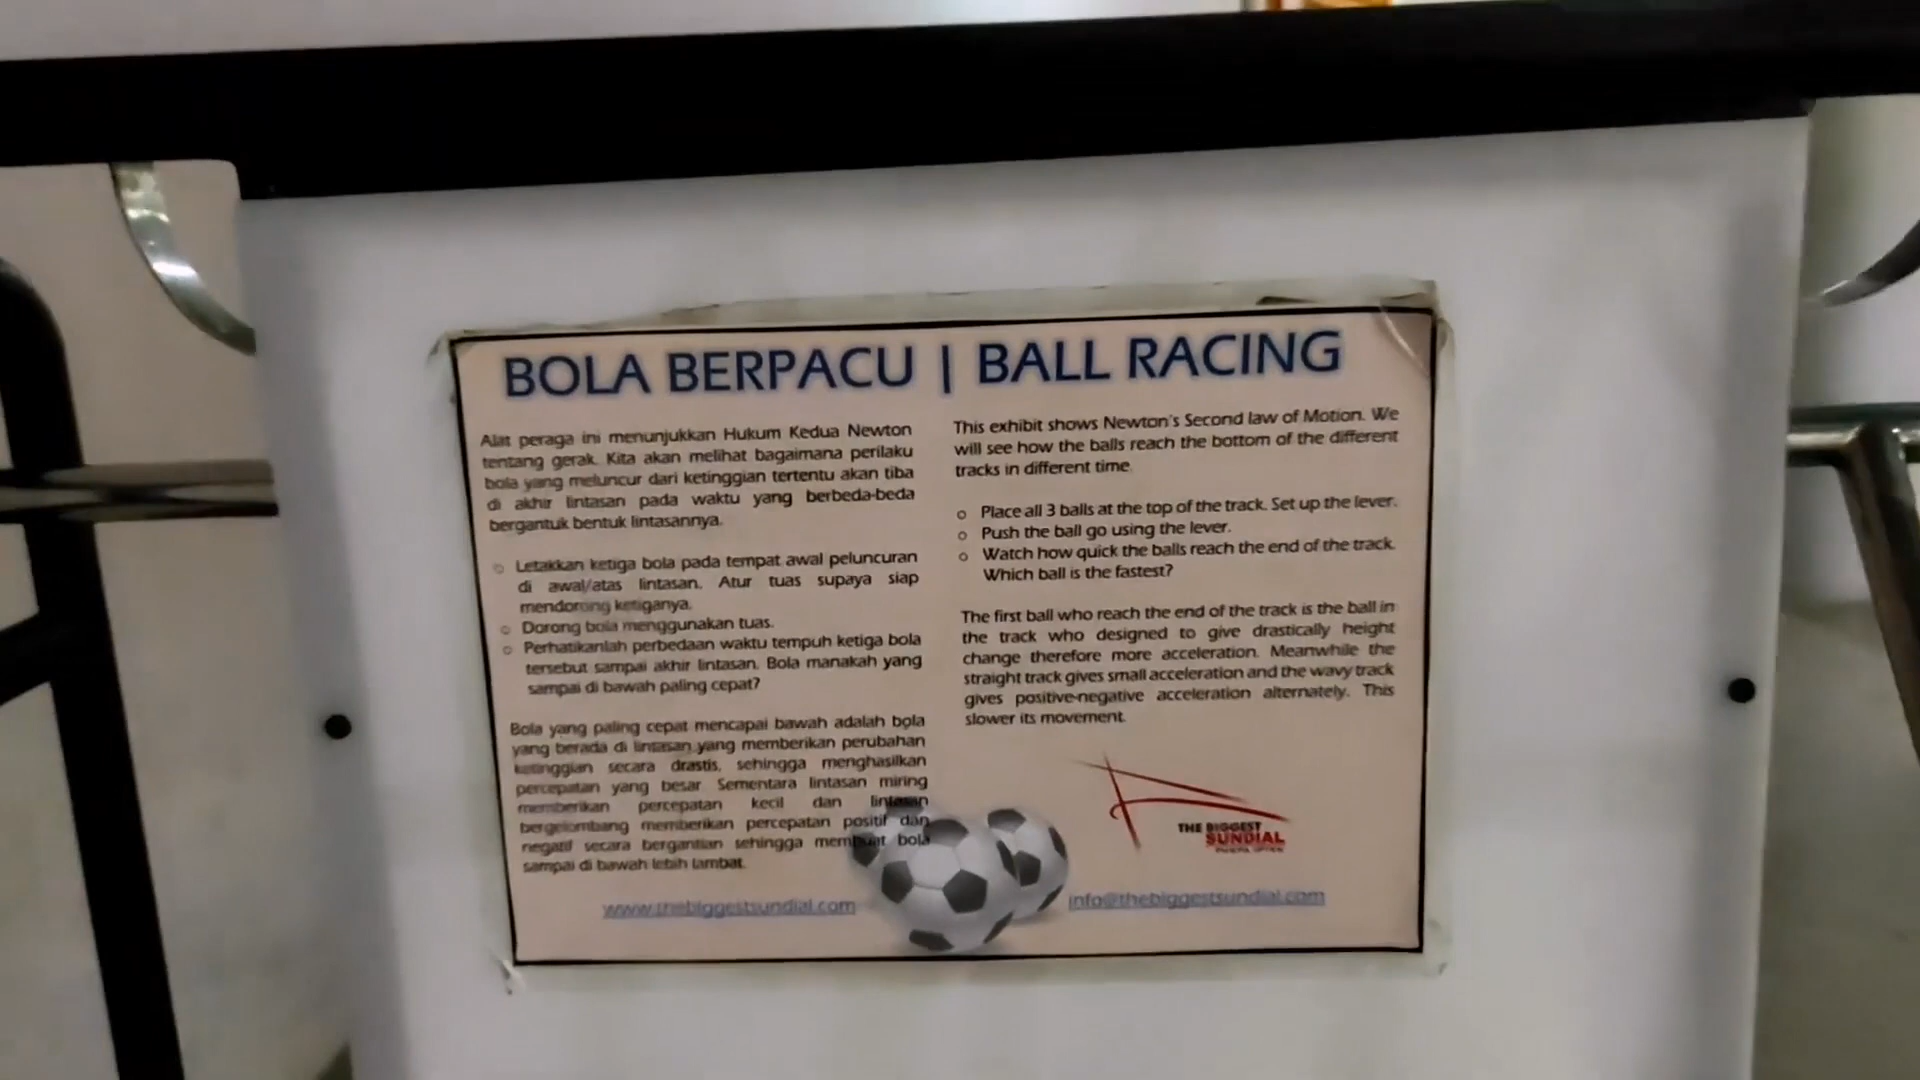 BOLA BERPACU | BALL RACING
Alat peraga ini menunjukkan Hukum Kedua Newton
tentang gerak. Kita akan melihat bagaimana perilaku
bola yang meluncur dari ketinggian tertentu akan tiba
di akhir lintasan pada waktu yang berbeda-beda
bergantuk bentuk lintasannya.
○ Letakkan ketiga bola pada tempat awal peluncuran
di awal/atas lintasan. Atur tuas supaya siap
mendorong ketiganya.
○ Dorong bola menggunakan tuas.
○ Perhatikanlah perbedaan waktu tempuh ketiga bola
tersebut sampai akhir lintasan. Bola manakah yang
sampai di bawah paling cepat?
Bola yang paling cepat mencapai bawah adalah bola
yang berada di lintasan yang memberikan perubahan
ketinggian secara drastis, sehingga menghasilkan
percepatan yang besar Sementara lintasan miring
memberikan percepatan kecil dan lintasan
bergelombang memberikan percepatan positif dan
negatif secara bergantian sehingga membuat bola
sampai di bawah lebih lambat.
www.thebiggestsundial.com
This exhibit shows Newton's Second law of Motion. We
will see how the balls reach the bottom of the different
tracks in different time.
○ Place all 3 balls at the top of the track. Set up the lever.
○ Push the ball go using the lever.
○ Watch how quick the balls reach the end of the track.
Which ball is the fastest?
The first ball who reach the end of the track is the ball in
the track who designed to give drastically height
change therefore more acceleration. Meanwhile the
straight track gives small acceleration and the wavy track
gives positive-negative acceleration alternately. This
slower its movement.
THE BIGGEST
SUNDIAL
info@thebiggestsundial.com